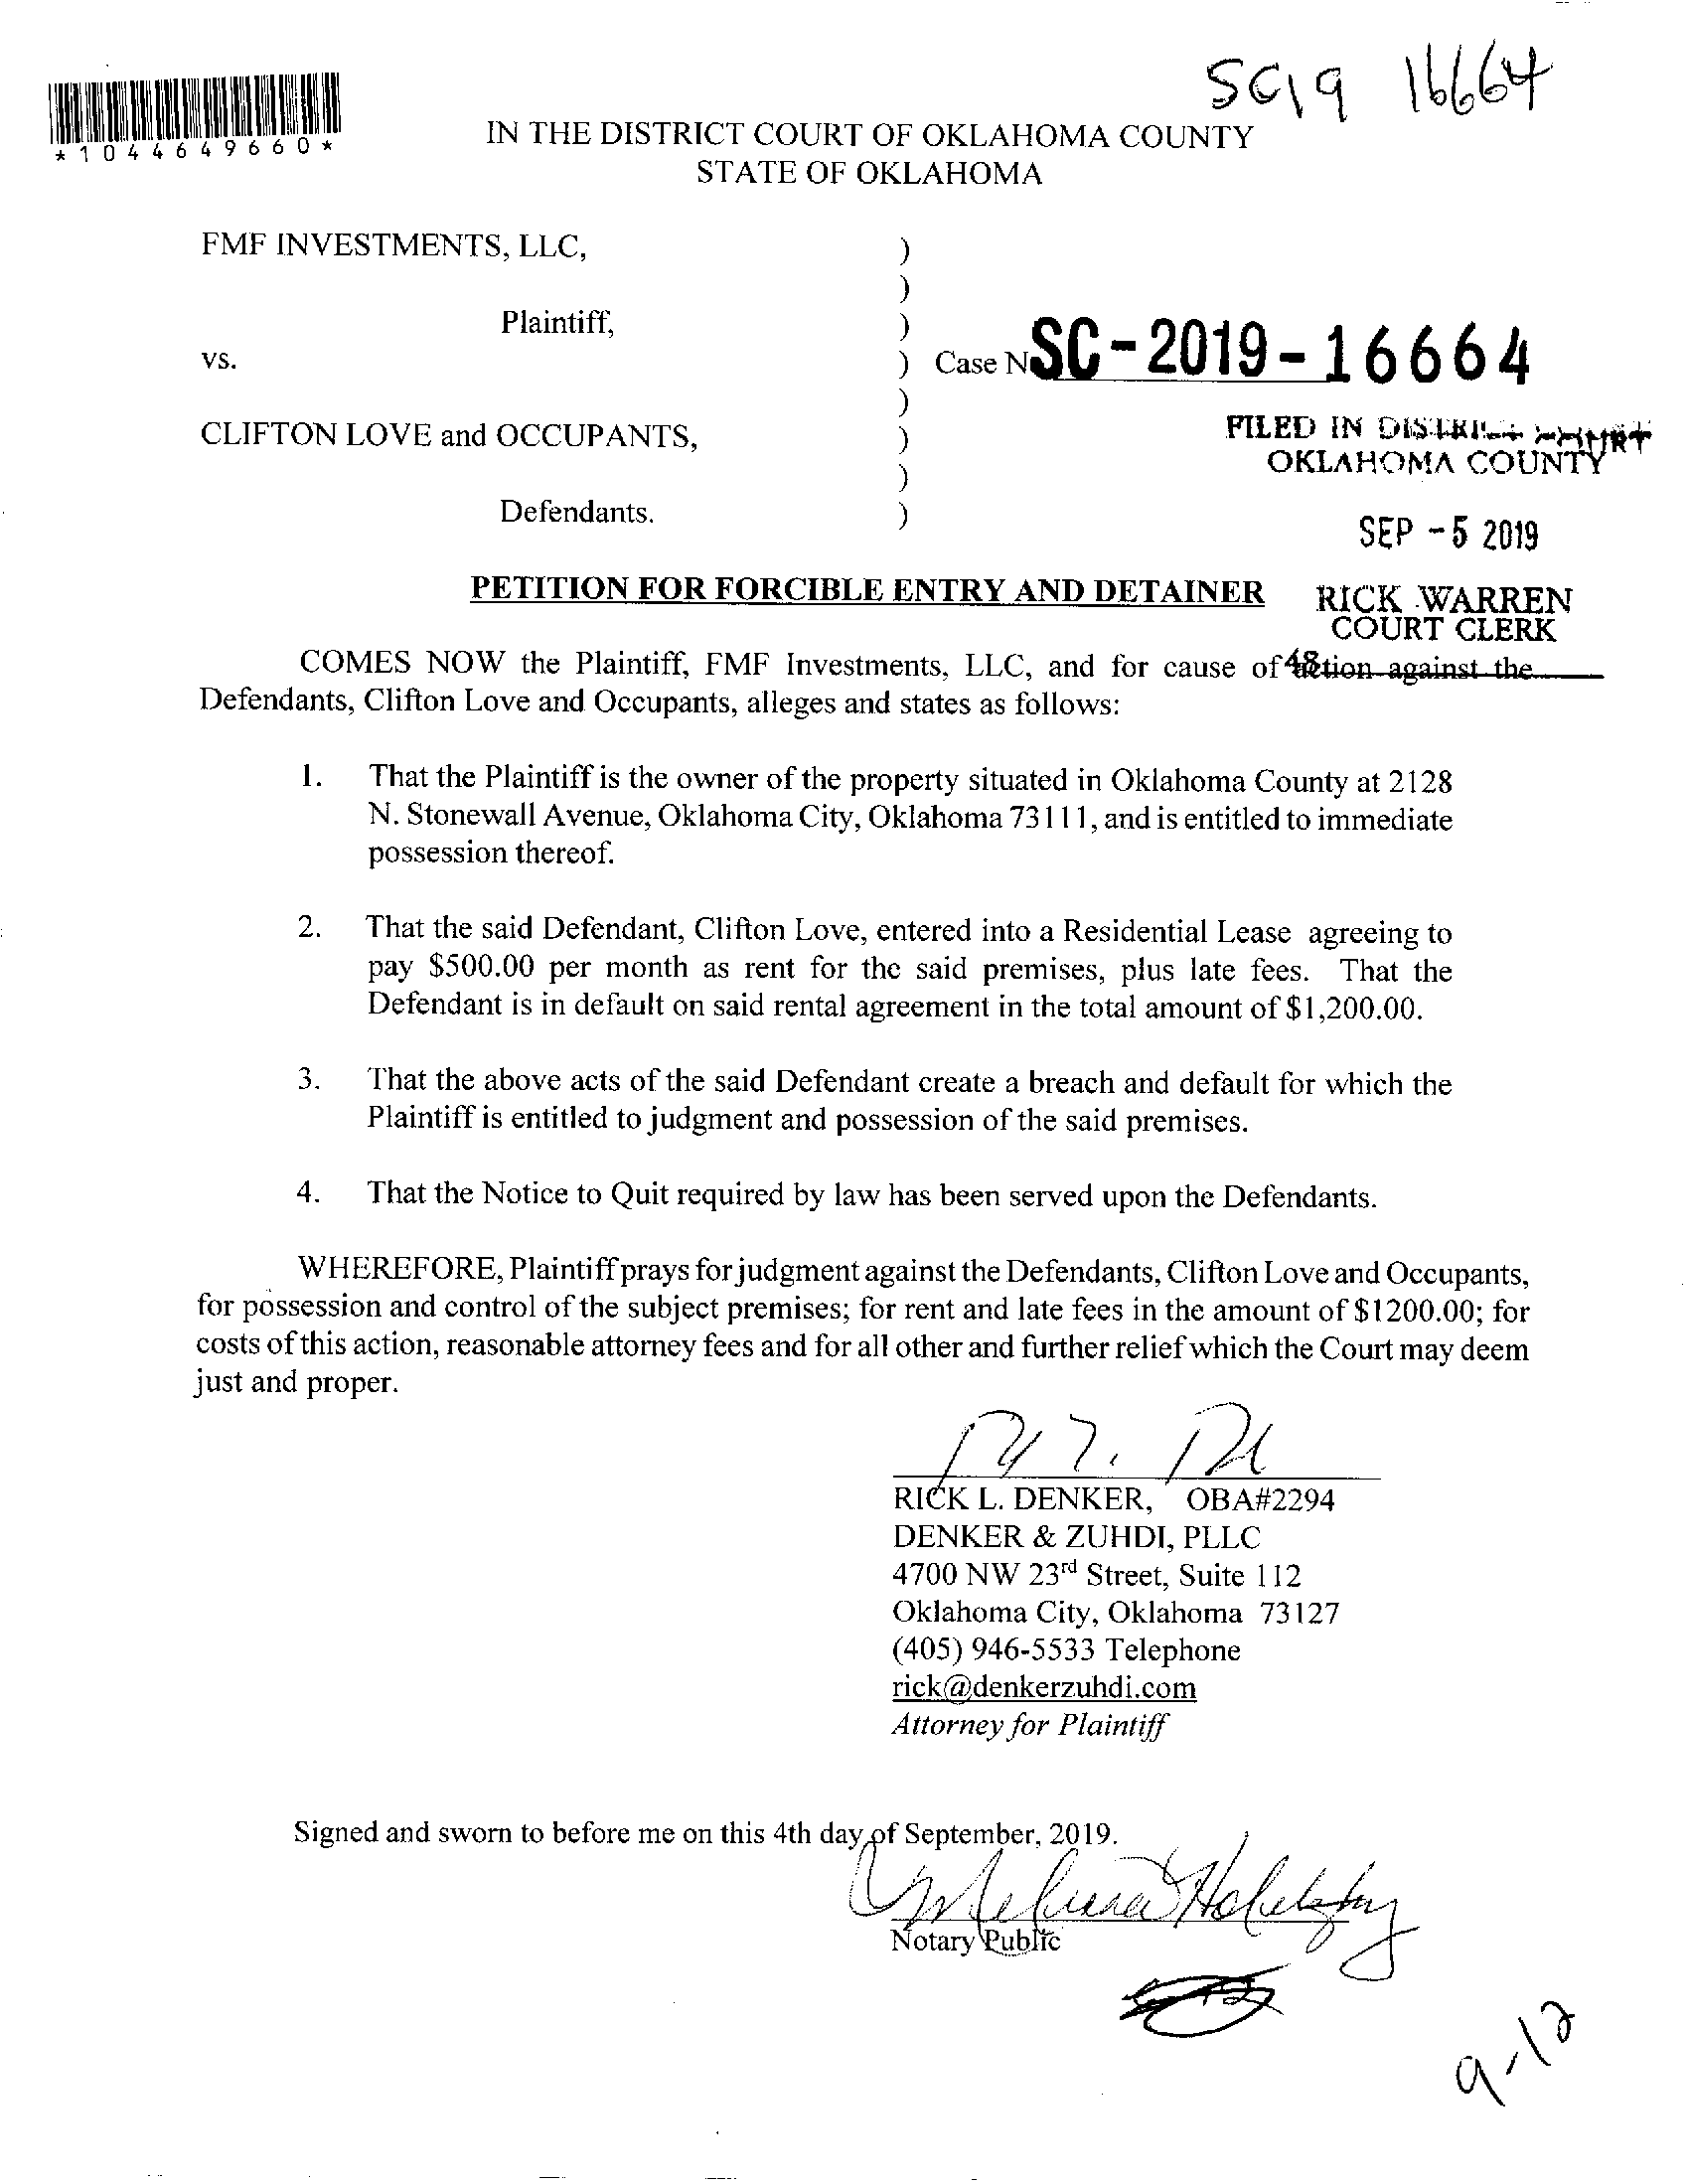 SC19 16664
*1044649660*
IN THE DISTRICT COURT OF OKLAHOMA COUNTY
STATE OF OKLAHOMA
FMF INVESTMENTS, LLC, )
)
Plaintiff, )
vs. ) Case N SC-2019-16664
)
CLIFTON LOVE and OCCUPANTS, )
)
Defendants. )
FILED IN DISTRICT COURT
OKLAHOMA COUNTY
SEP -5 2019
PETITION FOR FORCIBLE ENTRY AND DETAINER
RICK WARREN
COURT CLERK
48
COMES NOW the Plaintiff, FMF Investments, LLC, and for cause of action against the
Defendants, Clifton Love and Occupants, alleges and states as follows:
1. That the Plaintiff is the owner of the property situated in Oklahoma County at 2128
N. Stonewall Avenue, Oklahoma City, Oklahoma 73111, and is entitled to immediate
possession thereof.
2. That the said Defendant, Clifton Love, entered into a Residential Lease agreeing to
pay $500.00 per month as rent for the said premises, plus late fees. That the
Defendant is in default on said rental agreement in the total amount of $1,200.00.
3. That the above acts of the said Defendant create a breach and default for which the
Plaintiff is entitled to judgment and possession of the said premises.
4. That the Notice to Quit required by law has been served upon the Defendants.
WHEREFORE, Plaintiff prays for judgment against the Defendants, Clifton Love and Occupants,
for possession and control of the subject premises; for rent and late fees in the amount of $1200.00; for
costs of this action, reasonable attorney fees and for all other and further relief which the Court may deem
just and proper.
RICK L. DENKER, OBA#2294
DENKER & ZUHDI, PLLC
4700 NW 23rd Street, Suite 112
Oklahoma City, Oklahoma 73127
(405) 946-5533 Telephone
rick@denkerzuhdi.com
Attorney for Plaintiff
Signed and sworn to before me on this 4th day of September, 2019.
Notary Public
9-12